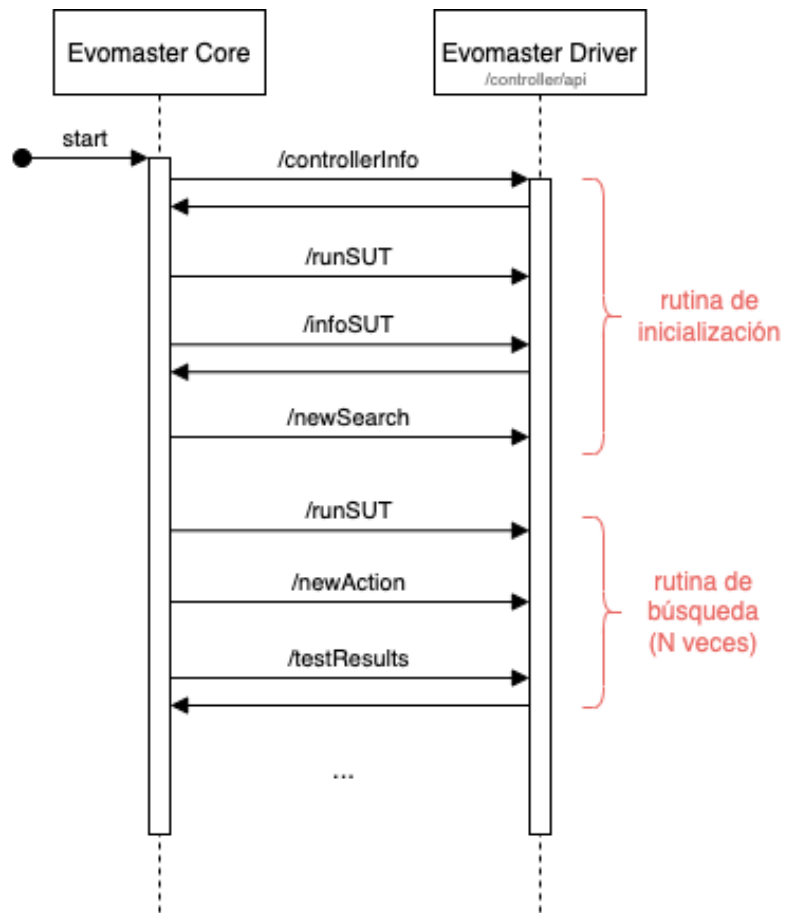 Evomaster Core
Evomaster Driver
/controller/api
start
/controllerInfo
/runSUT
/infoSUT
rutina de
inicialización
/newSearch
/runSUT
/newAction
rutina de
búsqueda
(N veces)
/testResults
...